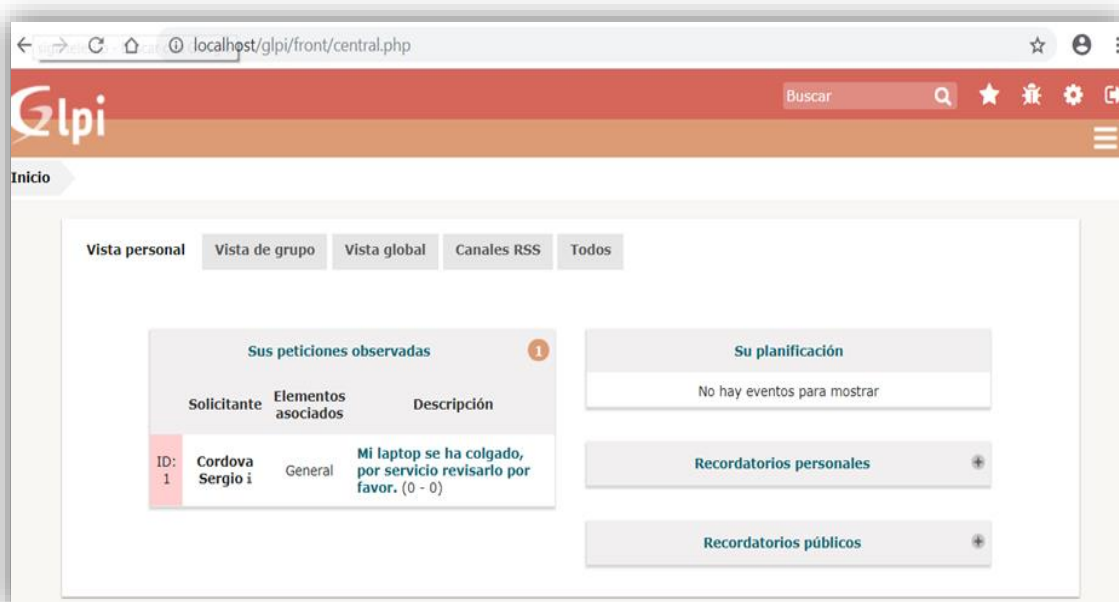 localhost/glpi/front/central.php
Glpi
Buscar
Inicio
Vista personal Vista de grupo Vista global Canales RSS Todos
Sus peticiones observadas 1
Solicitante Elementos asociados Descripción
ID: 1 Cordova Sergio i General Mi laptop se ha colgado,
por servicio revisarlo por
favor. (0 - 0)
Su planificación
No hay eventos para mostrar
Recordatorios personales
Recordatorios públicos